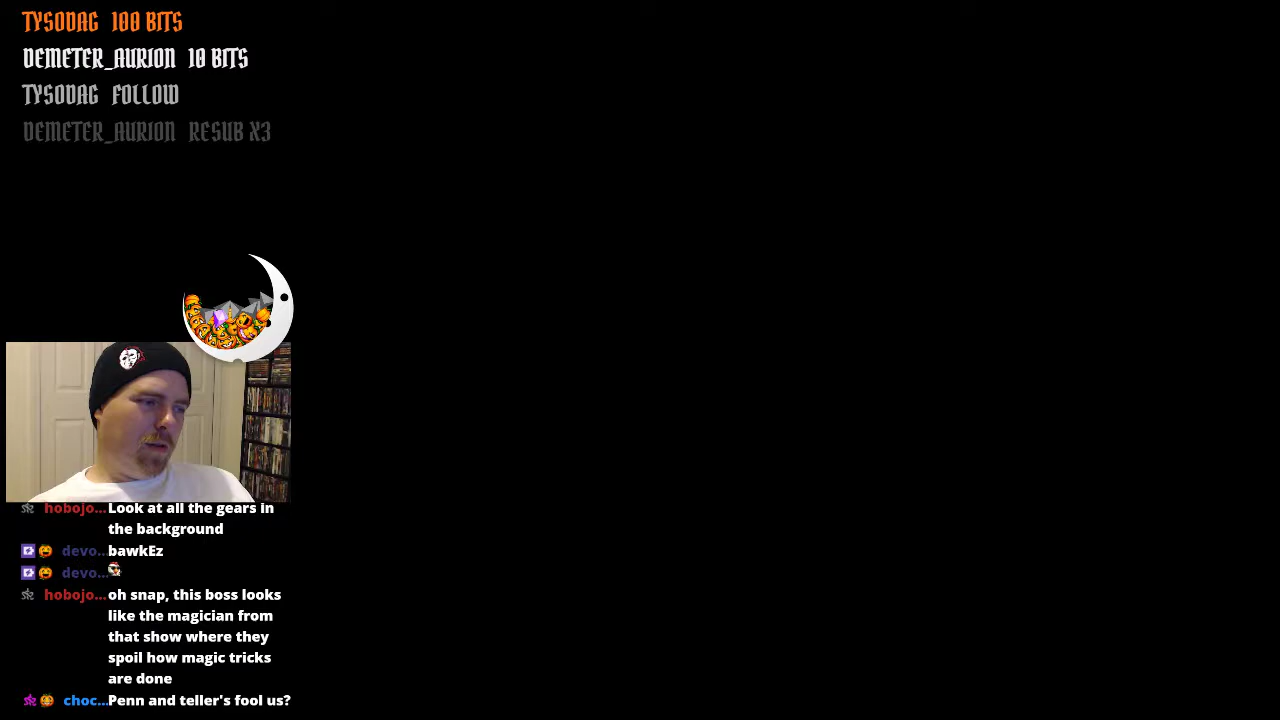 TYSODAG 100 BITS
DEMETER_AURION 10 BITS
TYSODAG FOLLOW
DEMETER_AURION RESUB X3
hobojo... Look at all the gears in
the background
devo... bawkEz
devo...
hobojo... oh snap, this boss looks
like the magician from
that show where they
spoil how magic tricks
are done
choc... Penn and teller's fool us?